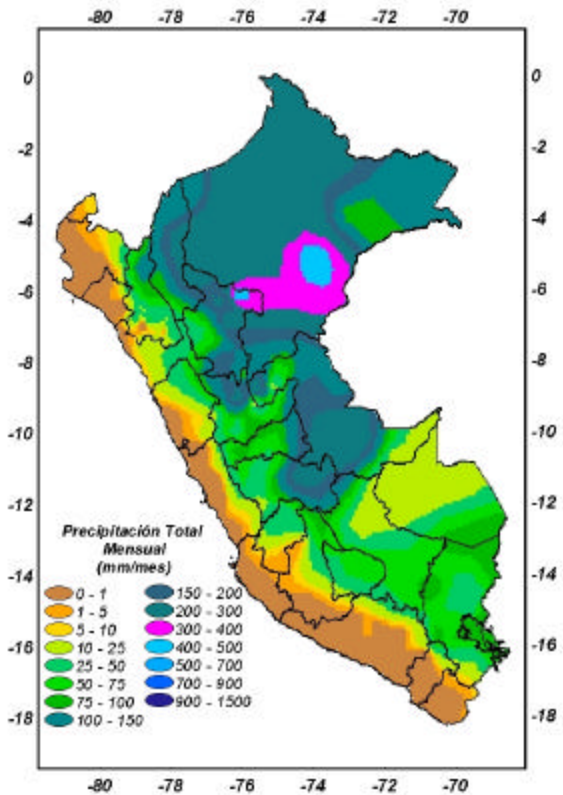 -80 -78 -76 -74 -72 -70
0 0
-2 -2
-4 -4
-6 -6
-8 -8
-10 -10
-12 -12
Precipitación Total
Mensual
(mm/mes)
-14 -14
0 - 1 150 - 200
1 - 5 200 - 300
5 - 10 300 - 400
10 - 25 400 - 500
25 - 50 500 - 700
50 - 75 700 - 900
75 - 100 900 - 1500
100 - 150
-16 -16
-18 -18
-80 -78 -76 -74 -72 -70